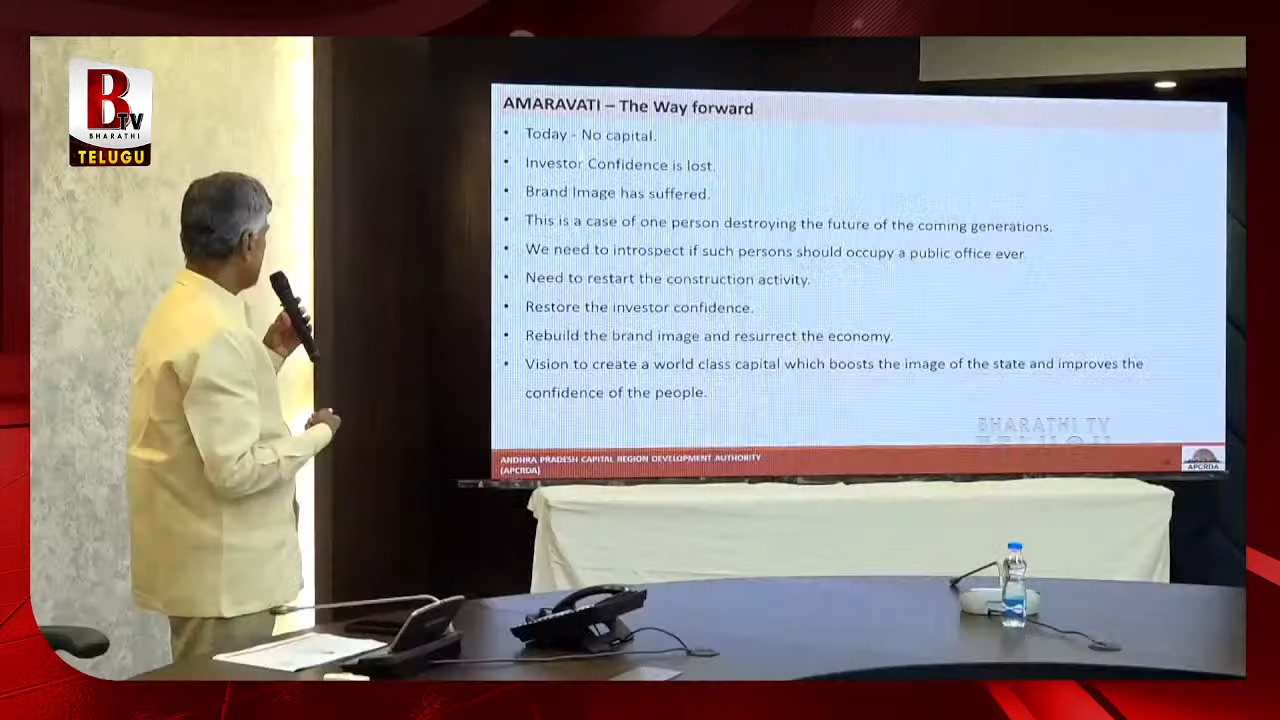 B
TV
BHARATHI
TELUGU
AMARAVATI – The Way forward
• Today - No capital.
• Investor Confidence is lost.
• Brand Image has suffered.
• This is a case of one person destroying the future of the coming generations.
• We need to introspect if such persons should occupy a public office ever.
• Need to restart the construction activity.
• Restore the investor confidence.
• Rebuild the brand image and resurrect the economy.
• Vision to create a world class capital which boosts the image of the state and improves the
confidence of the people.
BHARATHI TV
TELUGU
ANDHRA PRADESH CAPITAL REGION DEVELOPMENT AUTHORITY
(APCRDA)
APCRDA